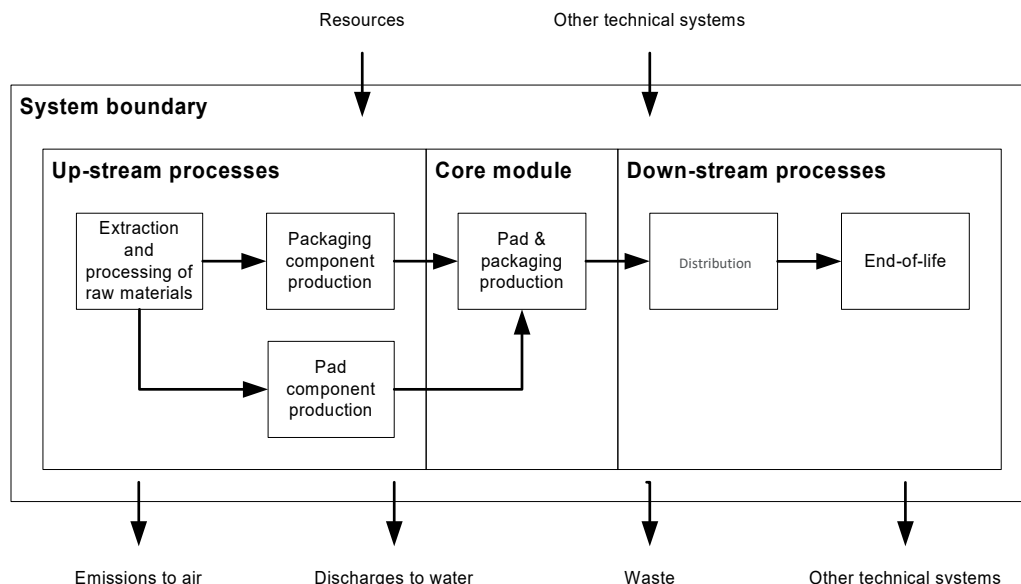 Resources
Other technical systems
System boundary
Up-stream processes
Core module
Down-stream processes
Extraction
and
processing of
raw materials
Packaging
component
production
Pad &
packaging
production
Distribution
End-of-life
Pad
component
production
Emissions to air
Discharges to water
Waste
Other technical systems